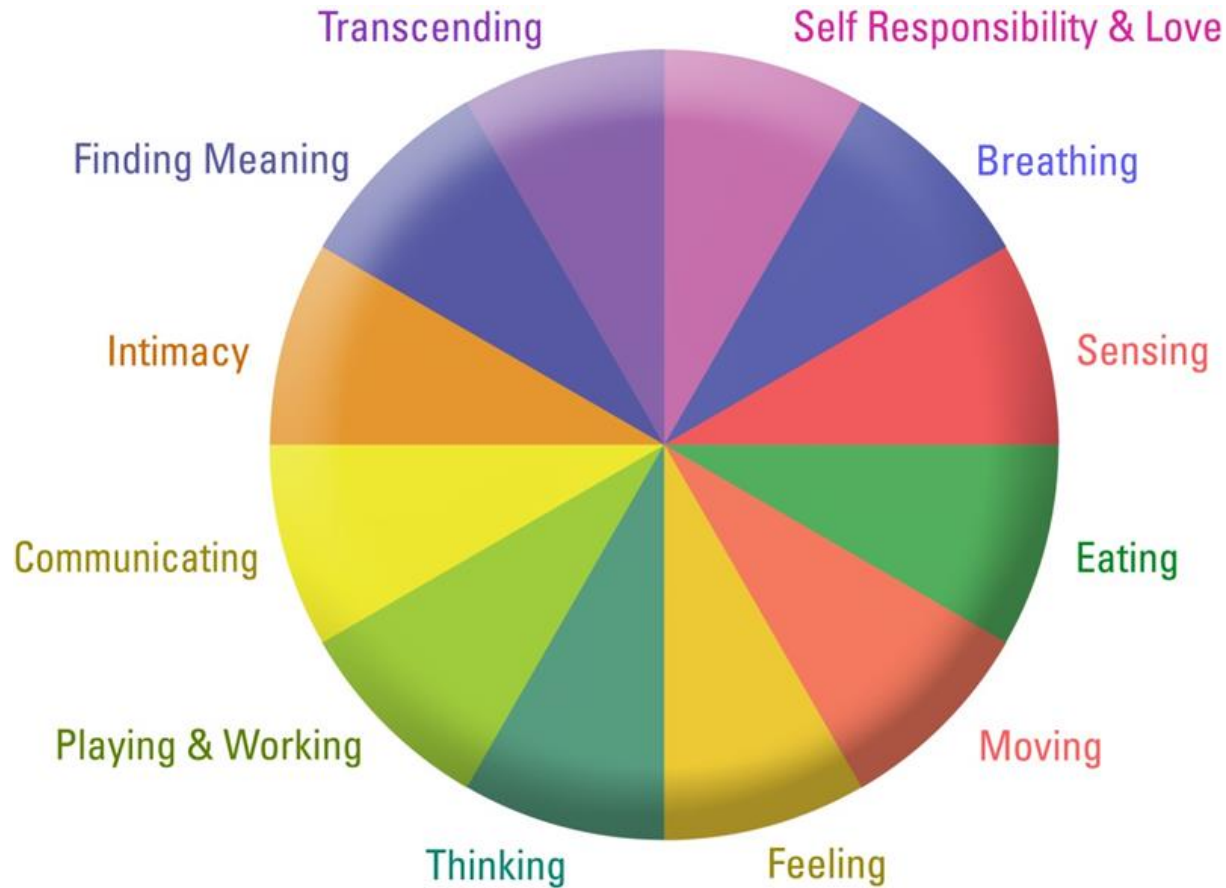 Transcending
Self Responsibility & Love
Finding Meaning
Breathing
Intimacy
Sensing
Communicating
Eating
Playing & Working
Moving
Thinking
Feeling